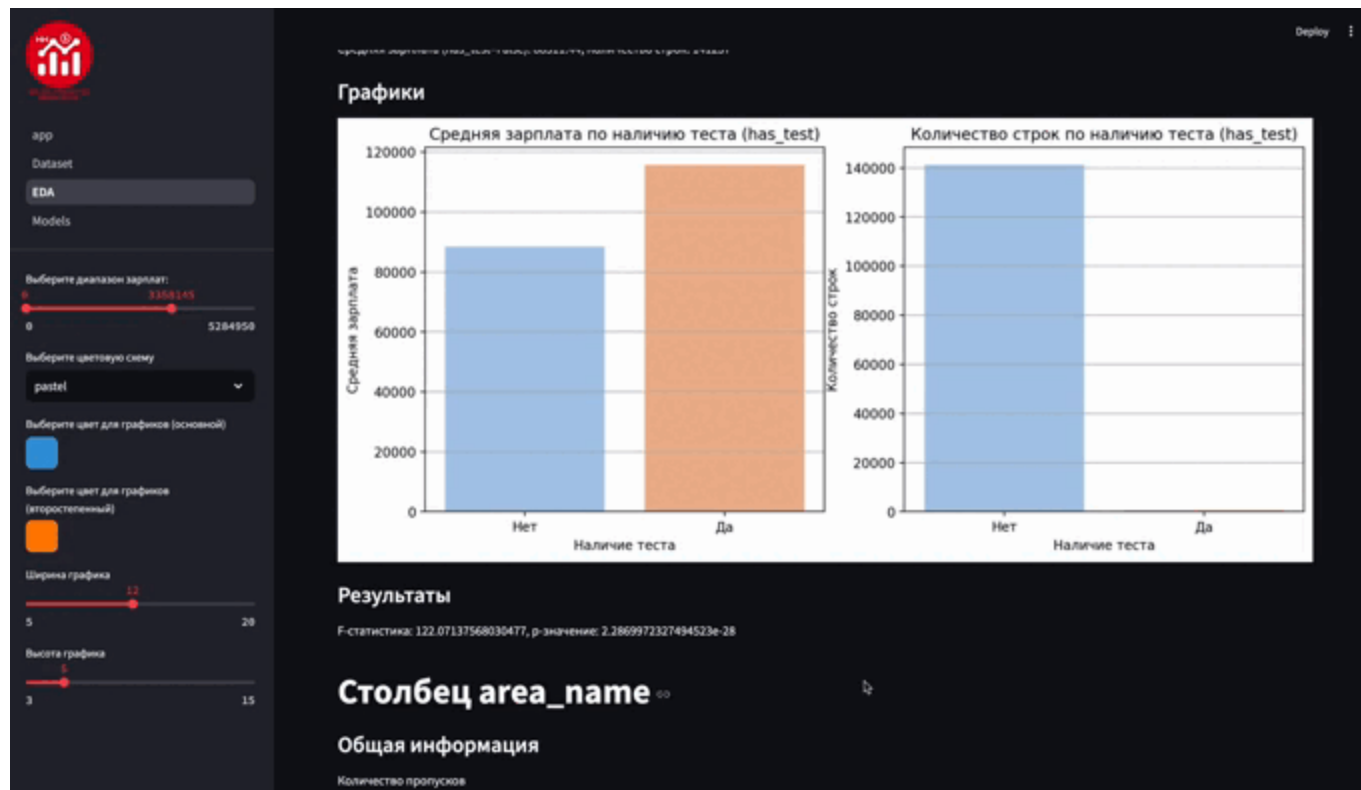 Deploy
app
Dataset
EDA
Models
Выберите диапазон зарплат:
0 3358145
0 5284950
Выберите цветовую схему
pastel
Выберите цвет для графиков (основной)
Выберите цвет для графиков
(второстепенный)
Ширина графика
12
5 20
Высота графика
5
3 15
Графики
Средняя зарплата по наличию теста (has_test)
120000
100000
80000
60000
40000
20000
0
Средняя зарплата
Нет Да
Наличие теста
Количество строк по наличию теста (has_test)
140000
120000
100000
80000
60000
40000
20000
0
Количество строк
Нет Да
Наличие теста
Результаты
F-статистика: 122.07137568030477, p-значение: 2.2869972327494523e-28
Столбец area_name
Общая информация
Количество пропусков